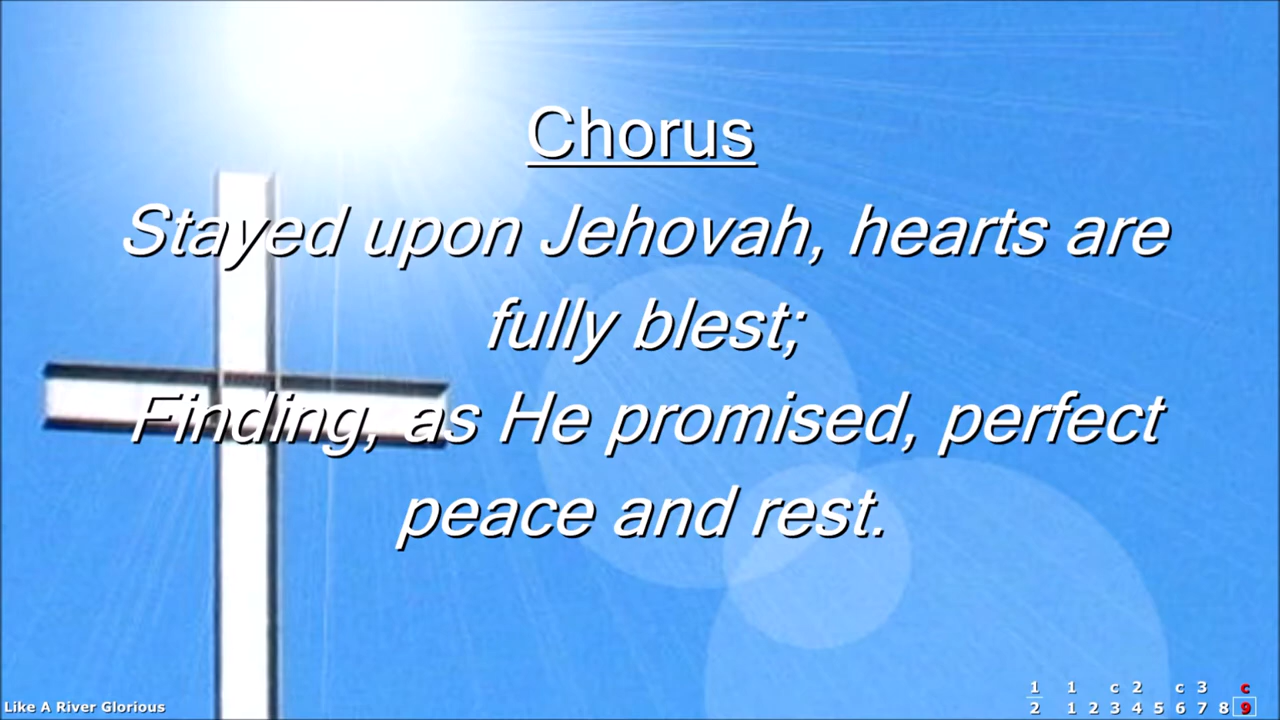 Chorus
Stayed upon Jehovah, hearts are
fully blest;
Finding, as He promised, perfect
peace and rest.
1 1 c 2 c 3 c
Like A River Glorious 2 1 2 3 4 5 6 7 8 9